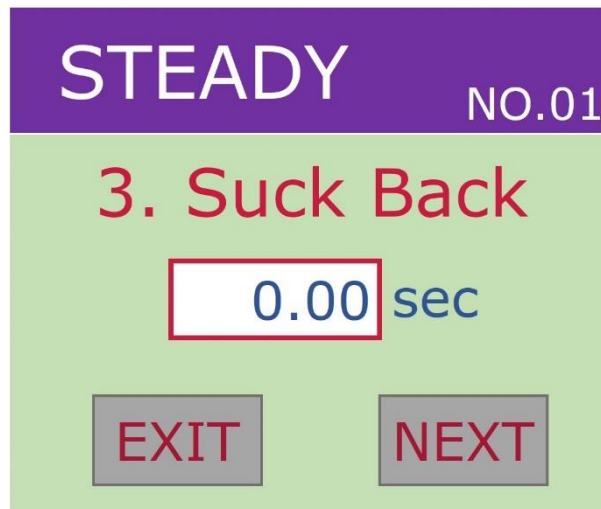 STEADY
NO.01
3. Suck Back
0.00 sec
EXIT
NEXT